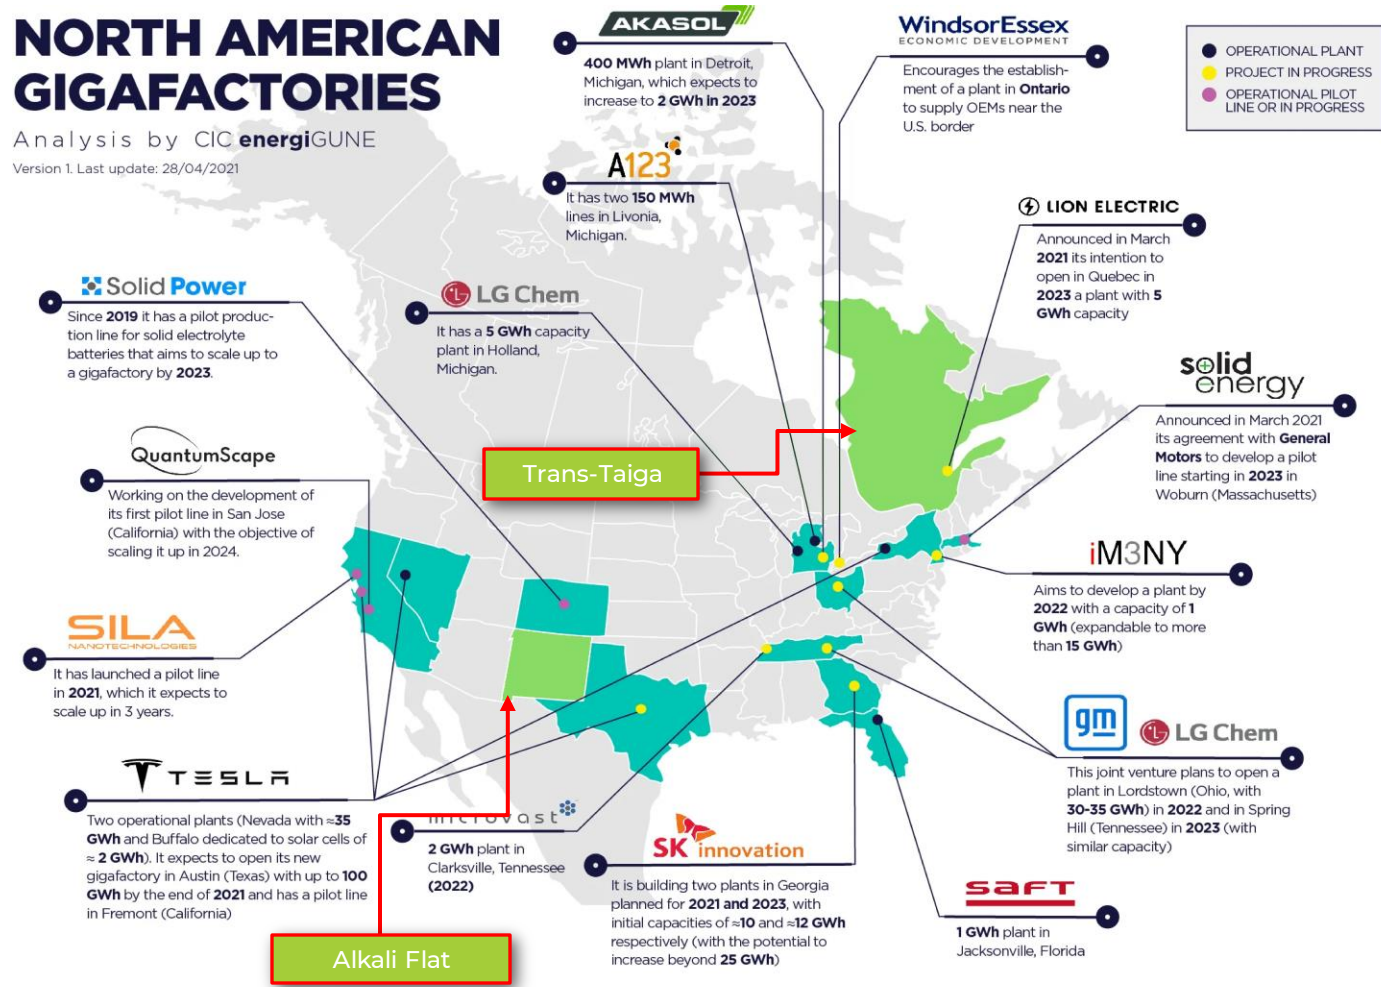 NORTH AMERICAN
GIGAFACTORIES
Analysis by CIC energiGUNE
Version 1. Last update: 28/04/2021
AKASOL
400 MWh plant in Detroit,
Michigan, which expects to
increase to 2 GWh in 2023
WindsorEssex
ECONOMIC DEVELOPMENT
Encourages the establish-
ment of a plant in Ontario
to supply OEMs near the
U.S. border
OPERATIONAL PLANT
PROJECT IN PROGRESS
OPERATIONAL PILOT
LINE OR IN PROGRESS
A123
It has two 150 MWh
lines in Livonia,
Michigan.
LION ELECTRIC
Announced in March
2021 its intention to
open in Quebec in
2023 a plant with 5
GWh capacity
Solid Power
Since 2019 it has a pilot produc-
tion line for solid electrolyte
batteries that aims to scale up to
a gigafactory by 2023.
LG Chem
It has a 5 GWh capacity
plant in Holland,
Michigan.
solid
energy
Announced in March 2021
its agreement with General
Motors to develop a pilot
line starting in 2023 in
Woburn (Massachusetts)
QuantumScape
Working on the development of
its first pilot line in San Jose
(California) with the objective of
scaling it up in 2024.
Trans-Taiga
iM3NY
Aims to develop a plant by
2022 with a capacity of 1
GWh (expandable to more
than 15 GWh)
SILA
NANOTECHNOLOGIES
It has launched a pilot line
in 2021, which it expects to
scale up in 3 years.
gm
LG Chem
This joint venture plans to open a
plant in Lordstown (Ohio, with
30-35 GWh) in 2022 and in Spring
Hill (Tennessee) in 2023 (with
similar capacity)
TESLA
Two operational plants (Nevada with ≈35
GWh and Buffalo dedicated to solar cells of
≈ 2 GWh). It expects to open its new
gigafactory in Austin (Texas) with up to 100
GWh by the end of 2021 and has a pilot line
in Fremont (California)
microvast
2 GWh plant in
Clarksville, Tennessee
(2022)
SK innovation
It is building two plants in Georgia
planned for 2021 and 2023, with
initial capacities of ≈10 and ≈12 GWh
respectively (with the potential to
increase beyond 25 GWh)
saft
1 GWh plant in
Jacksonville, Florida
Alkali Flat